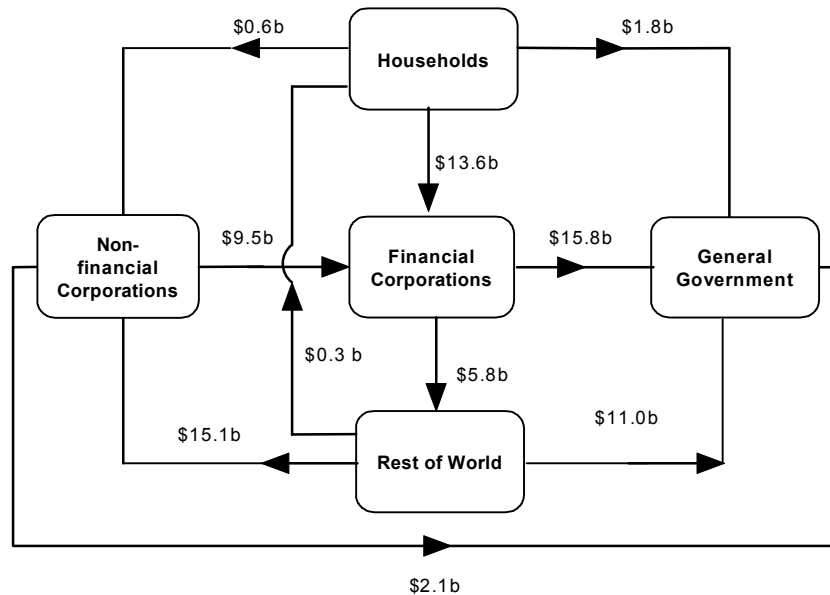 $0.6b
$1.8b
Households
$13.6b
Non-
financial
Corporations
$9.5b
Financial
Corporations
$15.8b
General
Government
$0.3 b
$5.8b
$15.1b
$11.0b
Rest of World
$2.1b